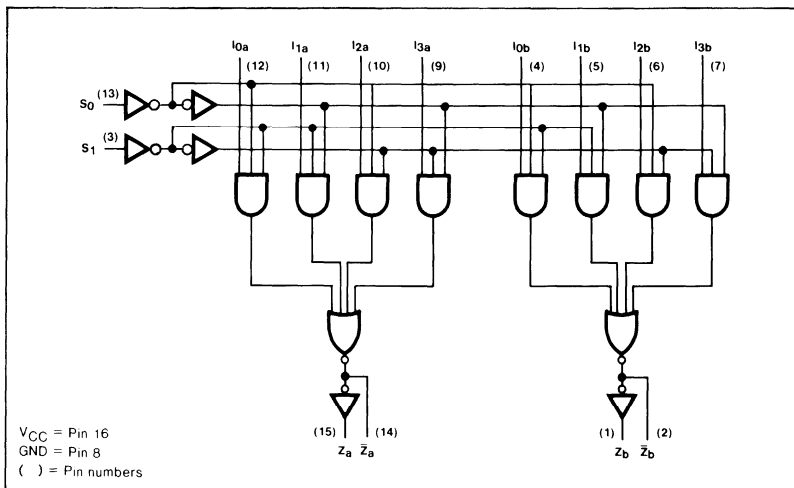 I0a I1a I2a I3a I0b I1b I2b I3b
(12) (11) (10) (9) (4) (5) (6) (7)
S0 (13)
S1 (3)
(15) (14) (1) (2)
Za Z̄a Zb Z̄b
VCC = Pin 16
GND = Pin 8
( ) = Pin numbers